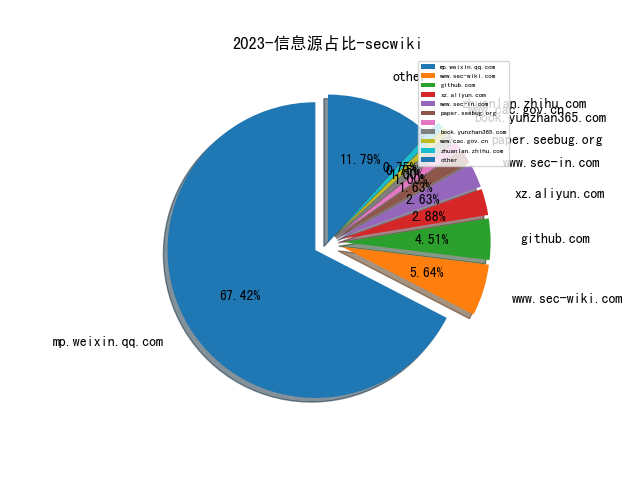 2023-信息源占比-secwiki
mp.weixin.qq.com
www.sec-wiki.com
github.com
xz.aliyun.com
www.sec-in.com
paper.seebug.org
book.yunzhan365.com
www.cac.gov.cn
zhuanlan.zhihu.com
other
other
zhuanlan.zhihu.com
www.cac.gov.cn
book.yunzhan365.com
paper.seebug.org
www.sec-in.com
xz.aliyun.com
github.com
www.sec-wiki.com
mp.weixin.qq.com
11.79%
0.75%
1.00%
1.63%
2.63%
2.88%
4.51%
5.64%
67.42%